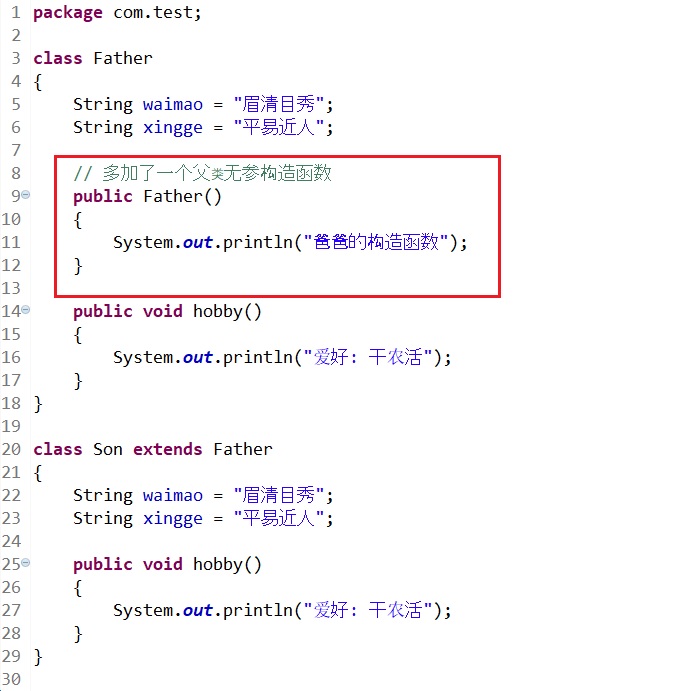 1 package com.test;
2
3 class Father
4 {
5     String waimao = "眉清目秀";
6     String xingge = "平易近人";
7
8     // 多加了一个父类无参构造函数
9     public Father()
10     {
11         System.out.println("爸爸的构造函数");
12     }
13
14     public void hobby()
15     {
16         System.out.println("爱好: 干农活");
17     }
18 }
19
20 class Son extends Father
21 {
22     String waimao = "眉清目秀";
23     String xingge = "平易近人";
24
25     public void hobby()
26     {
27         System.out.println("爱好: 干农活");
28     }
29 }
30